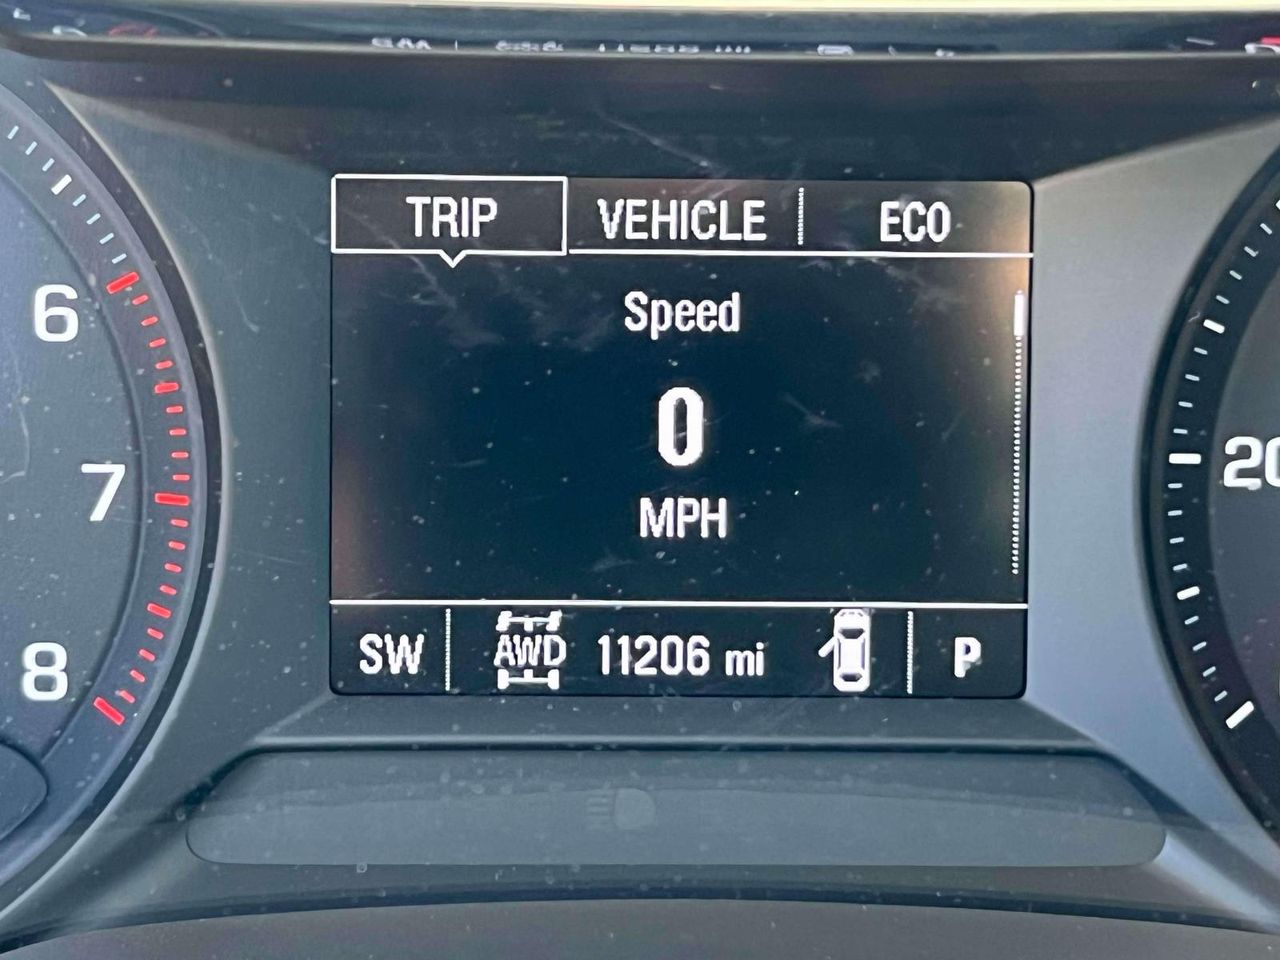 TRIP VEHICLE ECO
Speed
0
MPH
SW AWD 11206 mi P
6
7
8
20